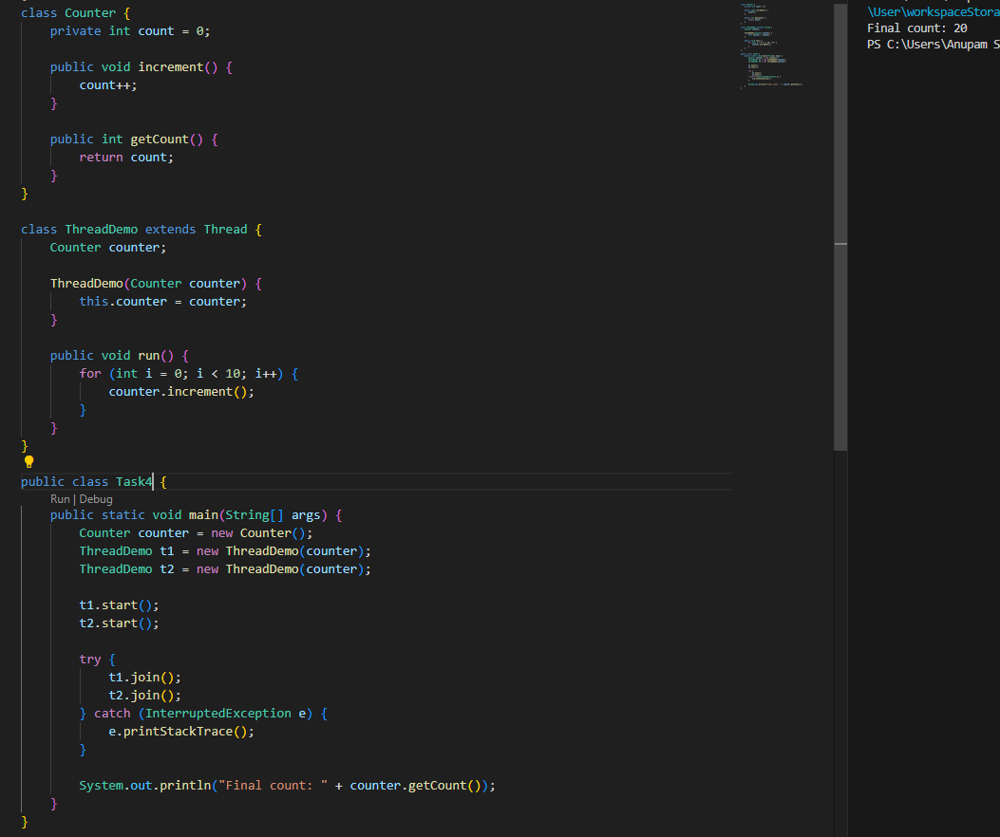 class Counter {
    private int count = 0;

    public void increment() {
        count++;
    }

    public int getCount() {
        return count;
    }
}

class ThreadDemo extends Thread {
    Counter counter;

    ThreadDemo(Counter counter) {
        this.counter = counter;
    }

    public void run() {
        for (int i = 0; i < 10; i++) {
            counter.increment();
        }
    }
}

public class Task4 {
    Run | Debug
    public static void main(String[] args) {
        Counter counter = new Counter();
        ThreadDemo t1 = new ThreadDemo(counter);
        ThreadDemo t2 = new ThreadDemo(counter);

        t1.start();
        t2.start();

        try {
            t1.join();
            t2.join();
        } catch (InterruptedException e) {
            e.printStackTrace();
        }

        System.out.println("Final count: " + counter.getCount());
    }
}
\User\workspaceStora
Final count: 20
PS C:\Users\Anupam S